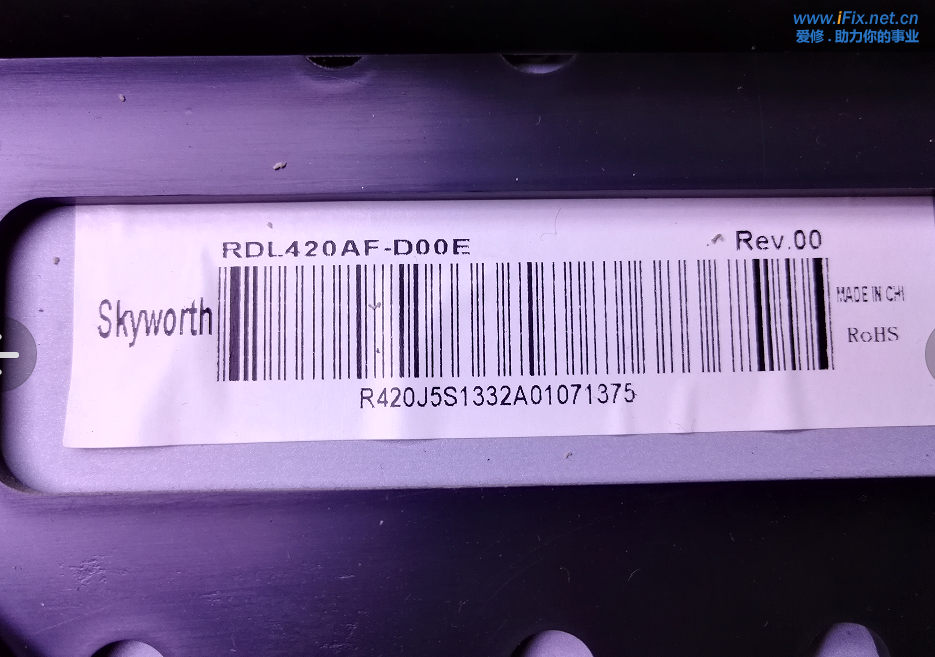 www.iFix.net.cn
爱修 . 助力你的事业
RDL420AF-D00E
Rev.00
Skyworth
MADE IN CHI
RoHS
R420J5S1332A01071375